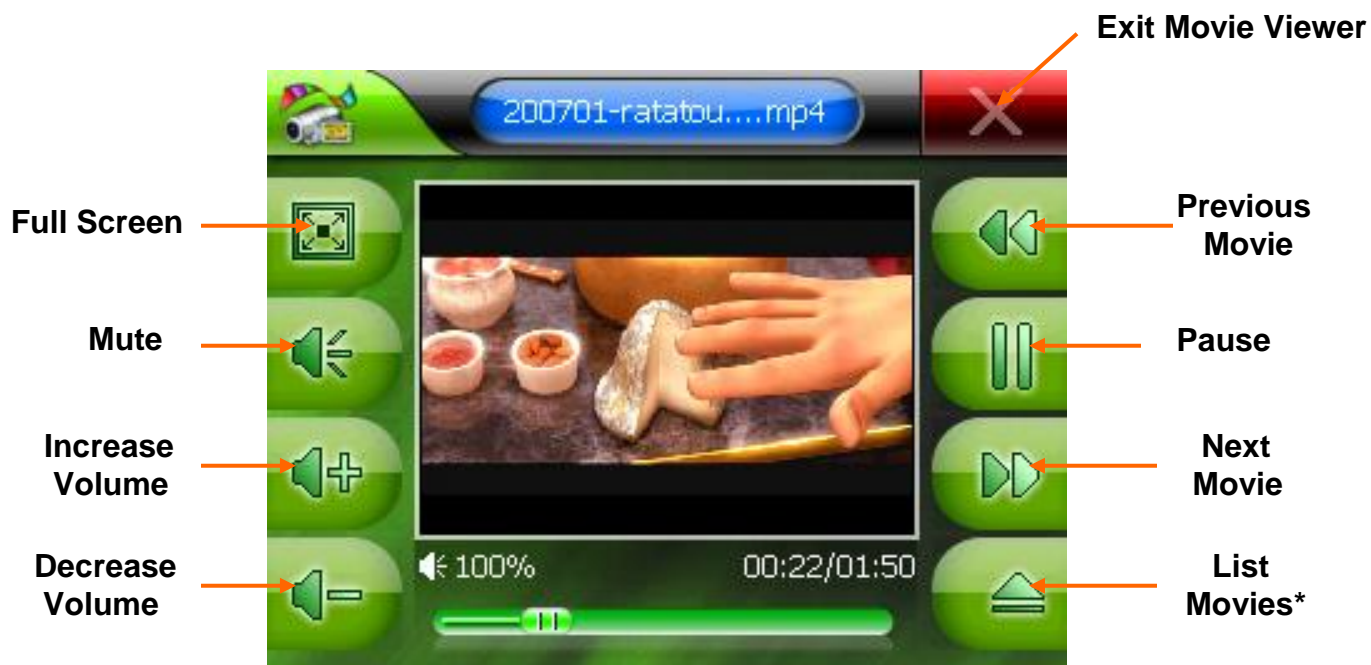 Exit Movie Viewer
200701-ratatou....mp4
Full Screen
Previous
Movie
Mute
Pause
Increase
Volume
Next
Movie
100%
00:22/01:50
Decrease
Volume
List
Movies*